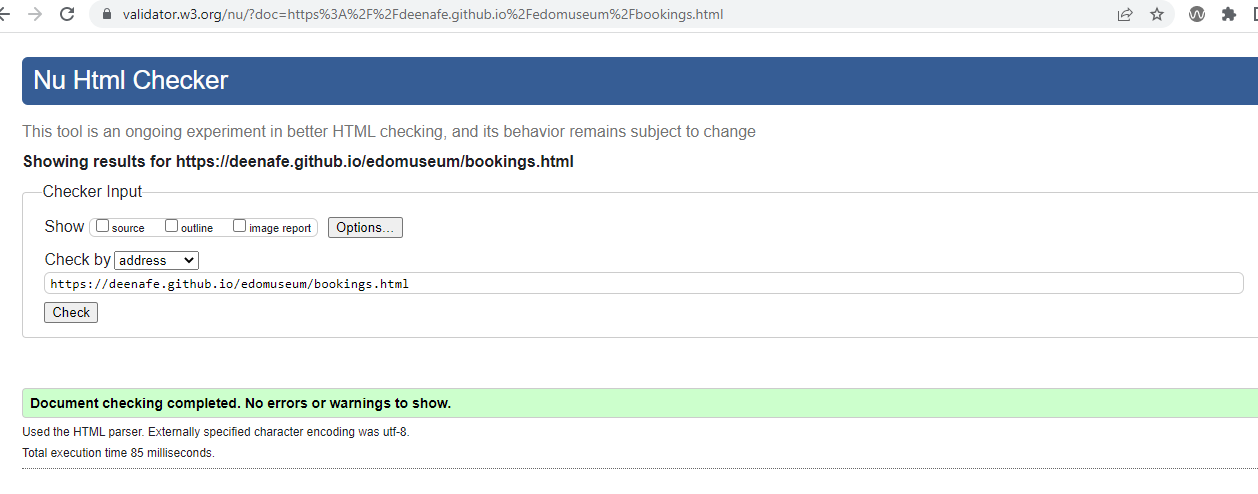 validator.w3.org/nu/?doc=https%3A%2F%2Fdeenafe.github.io%2Fedomuseum%2Fbookings.html
Nu Html Checker
This tool is an ongoing experiment in better HTML checking, and its behavior remains subject to change
Showing results for https://deenafe.github.io/edomuseum/bookings.html
Checker Input
Show source outline image report Options...
Check by address
https://deenafe.github.io/edomuseum/bookings.html
Check
Document checking completed. No errors or warnings to show.
Used the HTML parser. Externally specified character encoding was utf-8.
Total execution time 85 milliseconds.